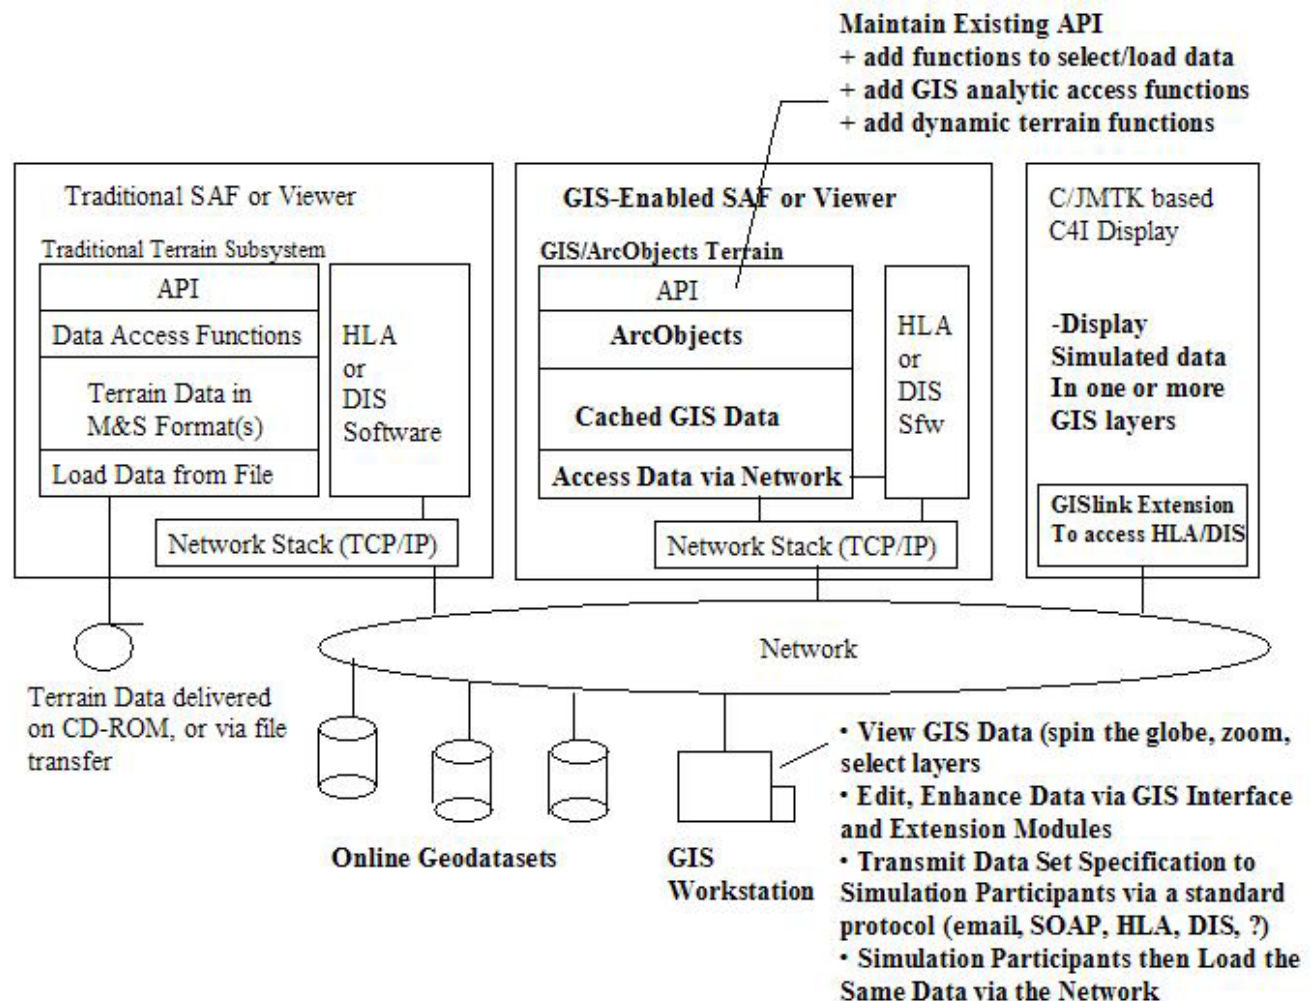 Maintain Existing API
+ add functions to select/load data
+ add GIS analytic access functions
+ add dynamic terrain functions
Traditional SAF or Viewer
Traditional Terrain Subsystem
API
Data Access Functions
Terrain Data in
M&S Format(s)
Load Data from File
HLA
or
DIS
Software
Network Stack (TCP/IP)
GIS-Enabled SAF or Viewer
GIS/ArcObjects Terrain
API
ArcObjects
Cached GIS Data
Access Data via Network
HLA
or
DIS
Sfw
Network Stack (TCP/IP)
C/JMTK based
C4I Display
-Display
Simulated data
In one or more
GIS layers
GISlink Extension
To access HLA/DIS
Network
Terrain Data delivered
on CD-ROM, or via file
transfer
Online Geodatasets
GIS
Workstation
• View GIS Data (spin the globe, zoom,
select layers
• Edit, Enhance Data via GIS Interface
and Extension Modules
• Transmit Data Set Specification to
Simulation Participants via a standard
protocol (email, SOAP, HLA, DIS, ?)
• Simulation Participants then Load the
Same Data via the Network